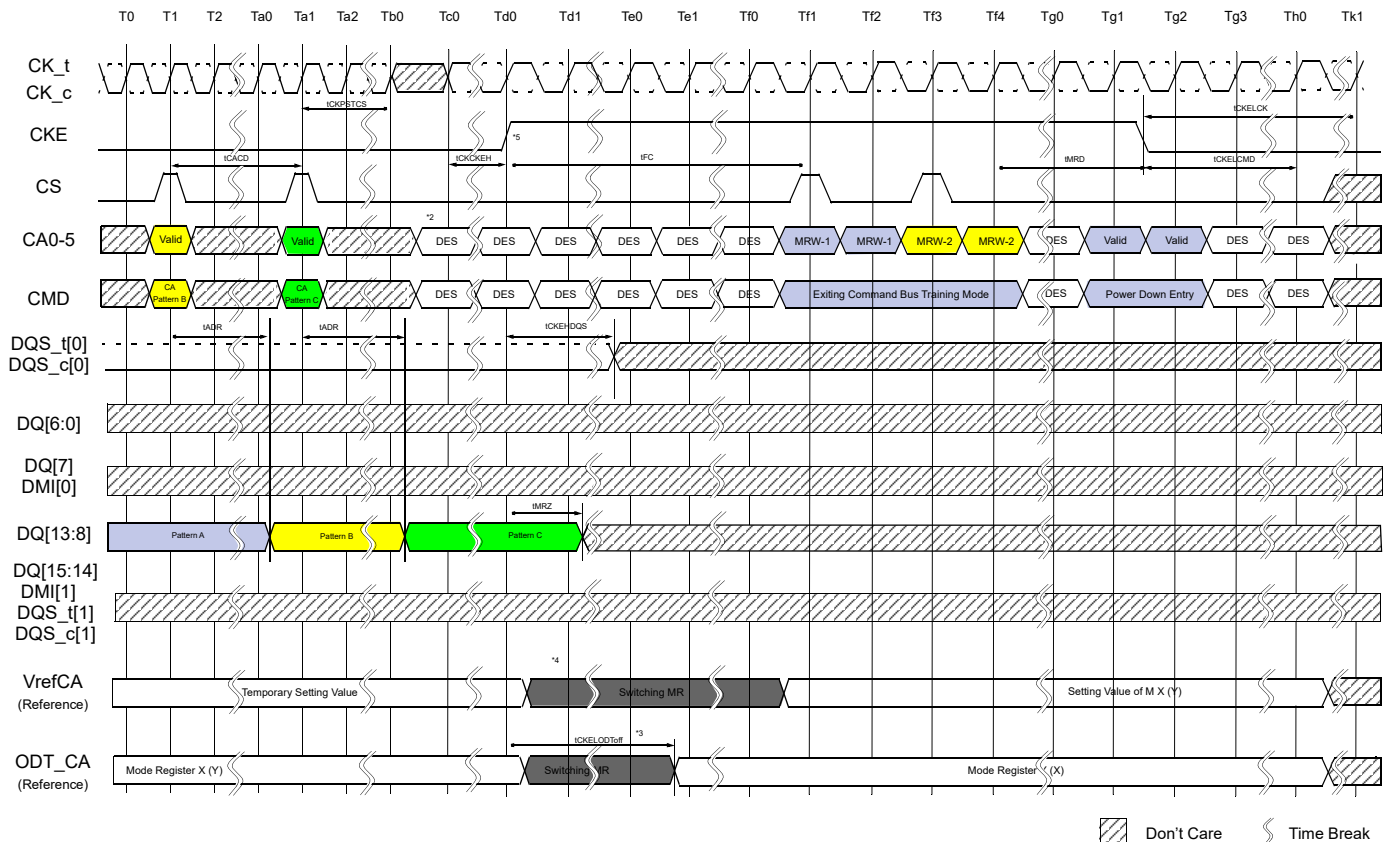 T0 T1 T2 Ta0 Ta1 Ta2 Tb0 Tc0 Td0 Td1 Te0 Te1 Tf0 Tf1 Tf2 Tf3 Tf4 Tg0 Tg1 Tg2 Tg3 Th0 Tk1
CK_t
CK_c
tCKPSTCS tCKELCK
CKE *5
tCACD tCKCKEH tFC tMRD tCKELCMD
CS
*2
CA0-5 Valid Valid DES DES DES DES DES DES MRW-1 MRW-1 MRW-2 MRW-2 DES Valid Valid DES DES
CA CA
CMD Pattern B Pattern C DES DES DES DES DES DES Exiting Command Bus Training Mode DES Power Down Entry DES DES
tADR tADR tCKEHDQS
DQS_t[0]
DQS_c[0]
DQ[6:0]
DQ[7]
DMI[0]
tMRZ
DQ[13:8] Pattern A Pattern B Pattern C
DQ[15:14]
DMI[1]
DQS_t[1]
DQS_c[1]
*4
VrefCA
(Reference)
Temporary Setting Value Switching MR Setting Value of M X (Y)
tCKELODToff *3
ODT_CA
(Reference)
Mode Register X (Y) Switching MR Mode Register (X)
Don't Care Time Break